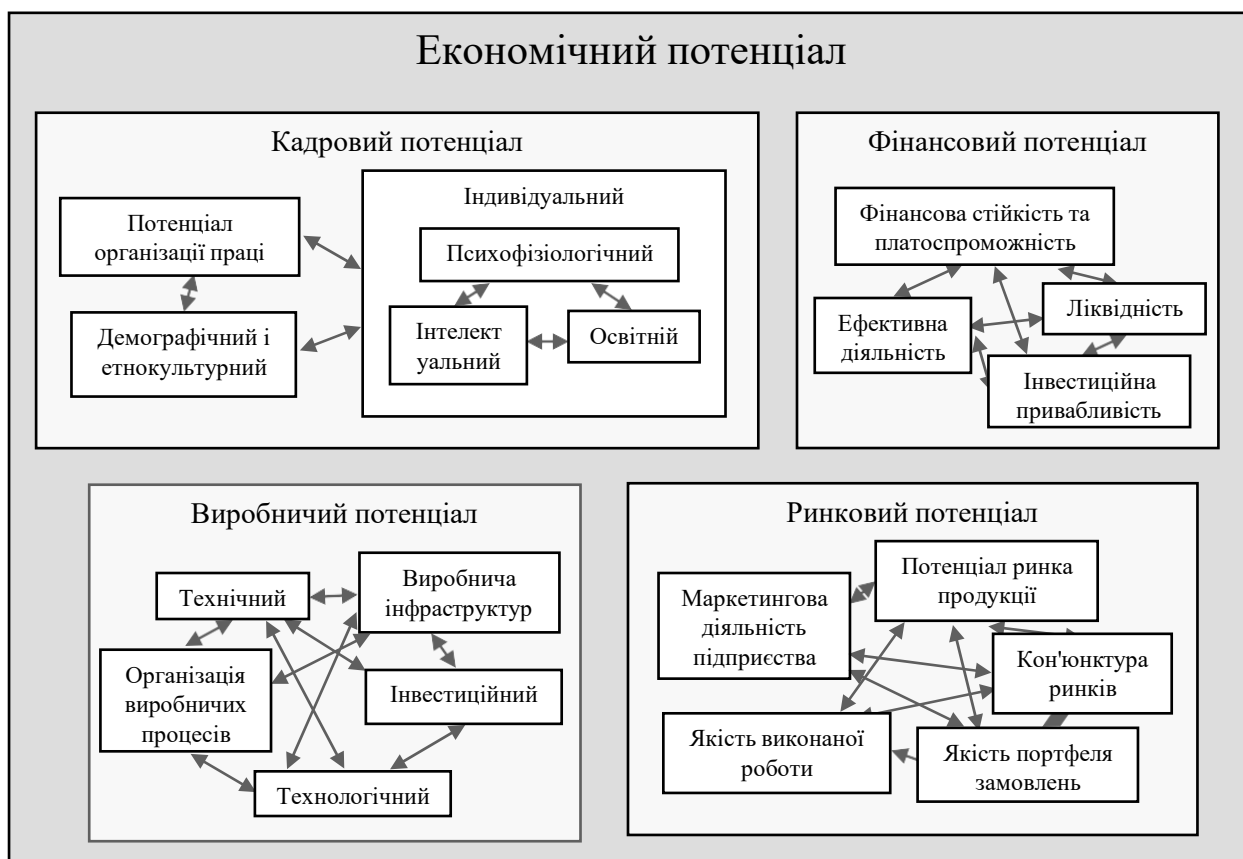 Економічний потенціал
Кадровий потенціал
Потенціал
організації праці
Демографічний і
етнокультурний
Індивідуальний
Психофізіологічний
Інтелект
уальний
Освітній
Фінансовий потенціал
Фінансова стійкість та
платоспроможність
Ефективна
діяльність
Ліквідність
Інвестиційна
привабливість
Виробничий потенціал
Технічний
Виробнича
інфраструктур
Організація
виробничих
процесів
Інвестиційний
Технологічний
Ринковий потенціал
Потенціал ринка
продукції
Маркетингова
діяльність
підприєства
Кон'юнктура
ринків
Якість виконаної
роботи
Якість портфеля
замовлень